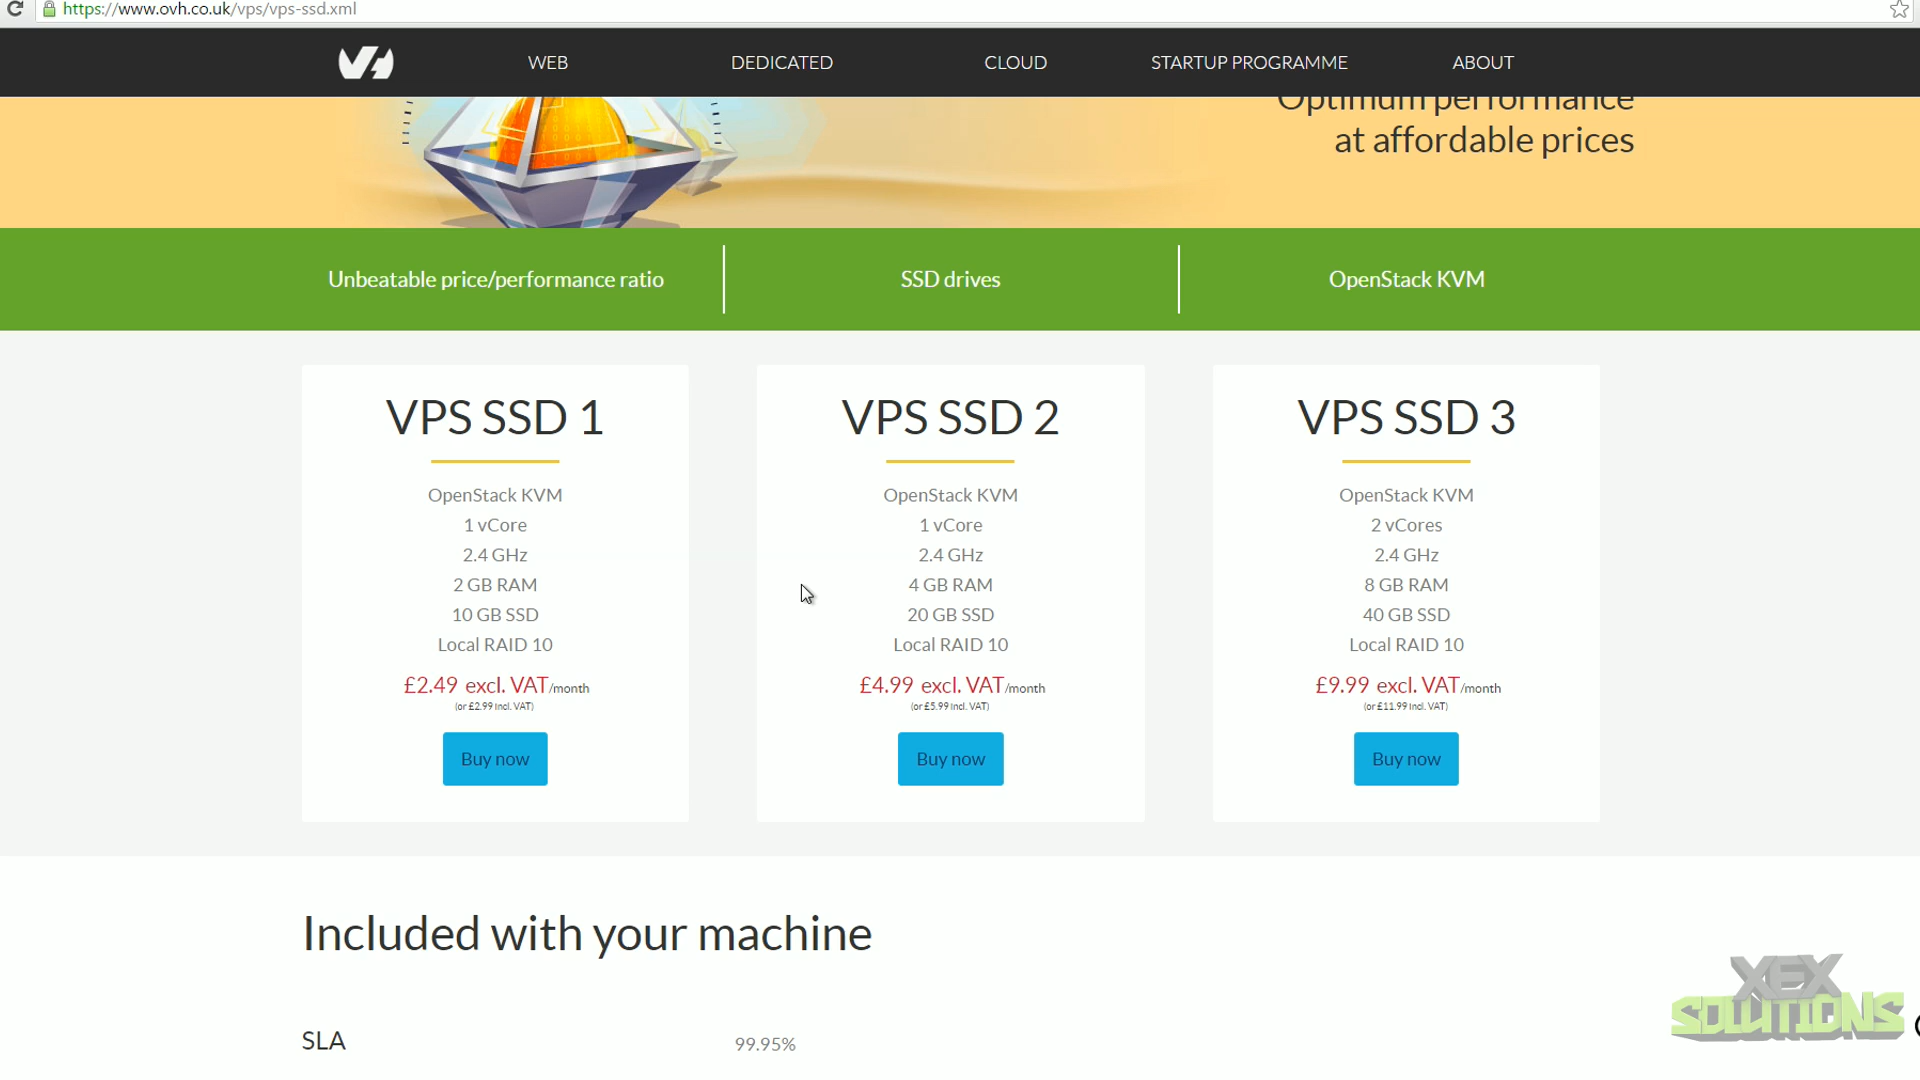 https://www.ovh.co.uk/vps/vps-ssd.xml
WEB
DEDICATED
CLOUD
STARTUP PROGRAMME
ABOUT
Optimum performance
at affordable prices
Unbeatable price/performance ratio
SSD drives
OpenStack KVM
VPS SSD 1
OpenStack KVM
1 vCore
2.4 GHz
2 GB RAM
10 GB SSD
Local RAID 10
£2.49 excl. VAT/month
(or £2.99 incl. VAT)
Buy now
VPS SSD 2
OpenStack KVM
1 vCore
2.4 GHz
4 GB RAM
20 GB SSD
Local RAID 10
£4.99 excl. VAT/month
(or £5.99 incl. VAT)
Buy now
VPS SSD 3
OpenStack KVM
2 vCores
2.4 GHz
8 GB RAM
40 GB SSD
Local RAID 10
£9.99 excl. VAT/month
(or £11.99 incl. VAT)
Buy now
Included with your machine
SLA
99.95%
XEX
SOLUTIONS